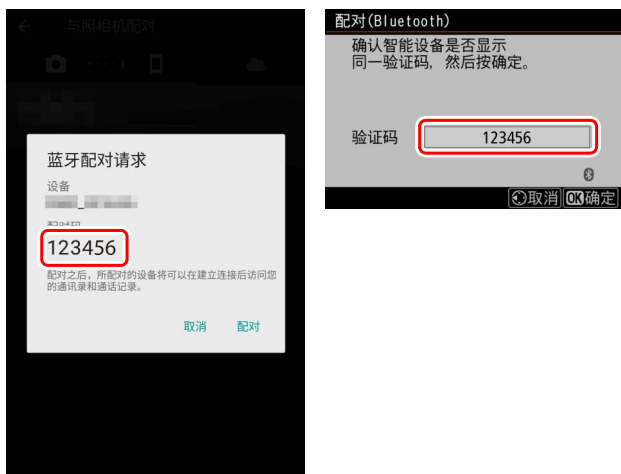 与照相机配对
蓝牙配对请求
设备
配对码
123456
配对之后，所配对的设备将可以在建立连接后访问您
的通讯录和通话记录。
取消 配对
配对(Bluetooth)
确认智能设备是否显示
同一验证码，然后按确定。
验证码 123456
取消 OK确定